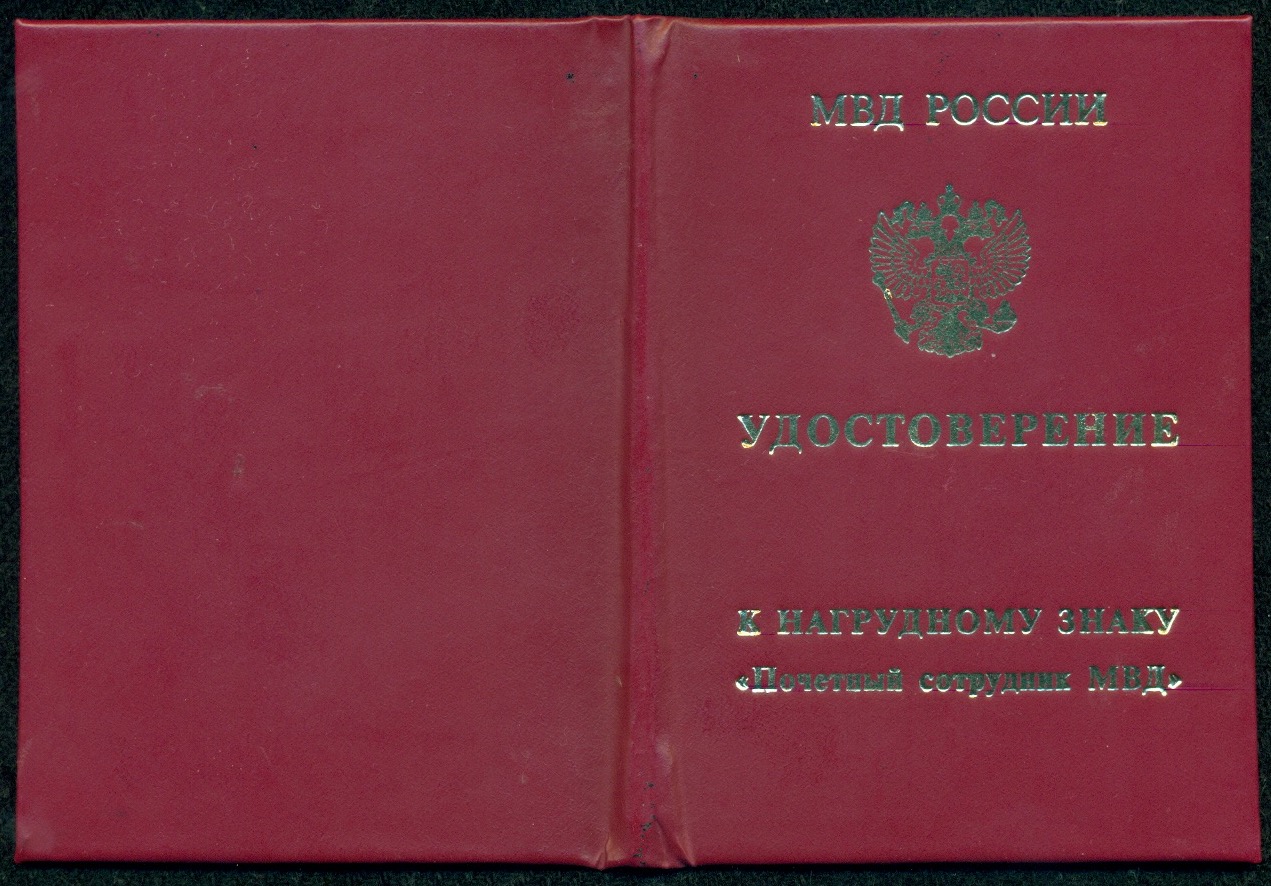 МВД РОССИИ
УДОСТОВЕРЕНИЕ
К НАГРУДНОМУ ЗНАКУ
«Почетный сотрудник МВД»